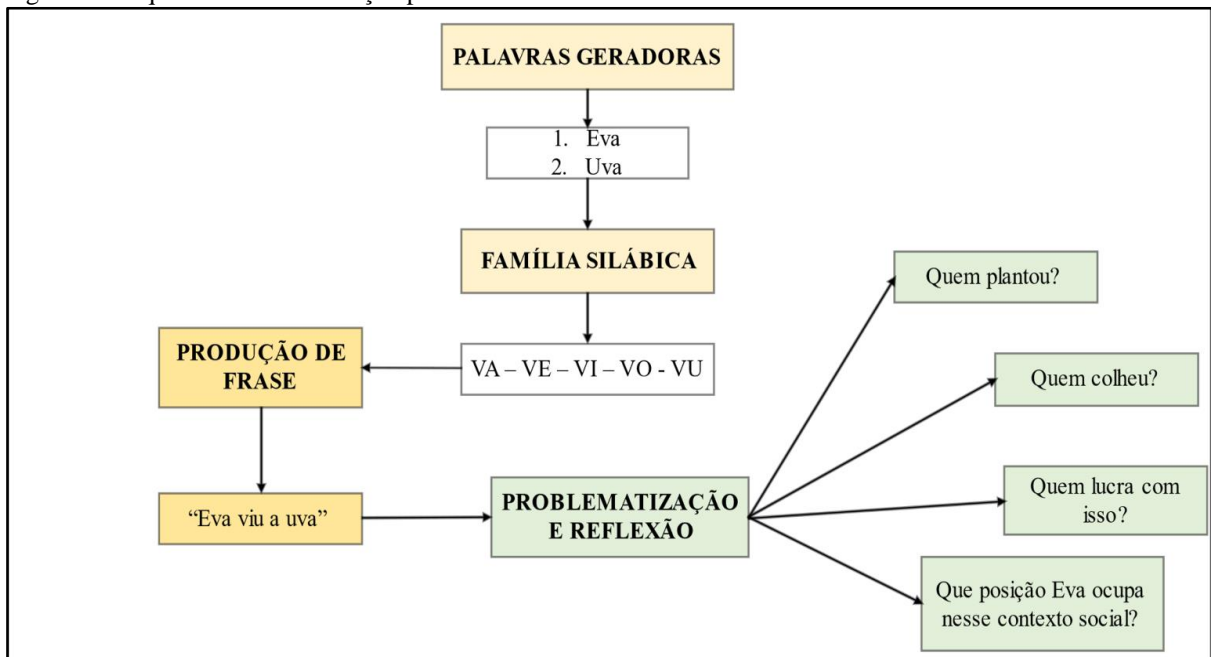 PALAVRAS GERADORAS
1. Eva
2. Uva
FAMÍLIA SILÁBICA
VA – VE – VI – VO - VU
PRODUÇÃO DE
FRASE
“Eva viu a uva”
PROBLEMATIZAÇÃO
E REFLEXÃO
Quem plantou?
Quem colheu?
Quem lucra com
isso?
Que posição Eva ocupa
nesse contexto social?